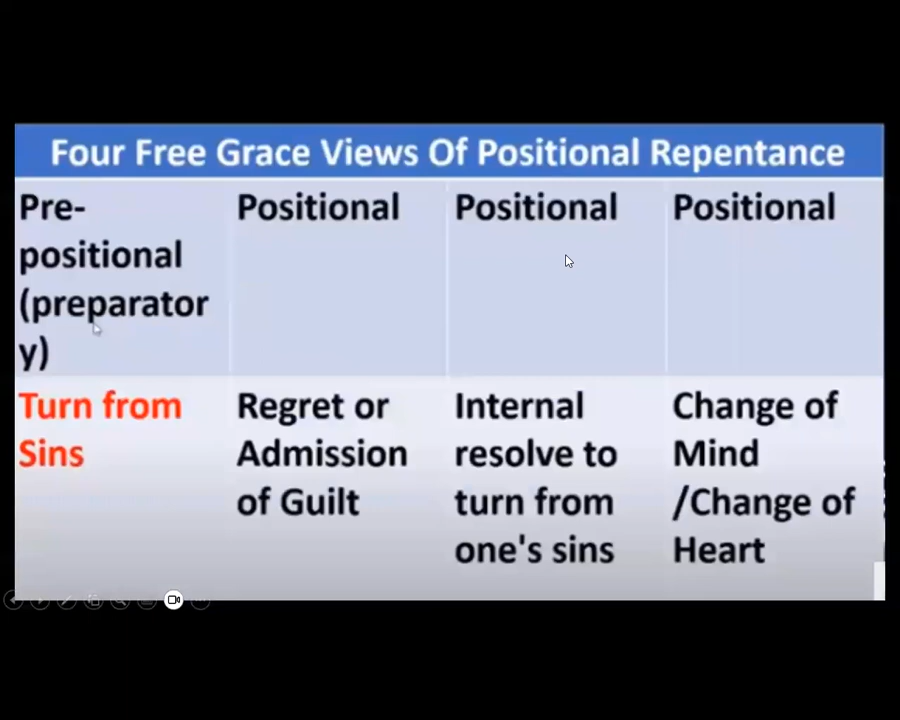 Four Free Grace Views Of Positional Repentance
Pre-
positional
(preparator
y)
Positional
Positional
Positional
Turn from
Sins
Regret or
Admission
of Guilt
Internal
resolve to
turn from
one's sins
Change of
Mind
/Change of
Heart